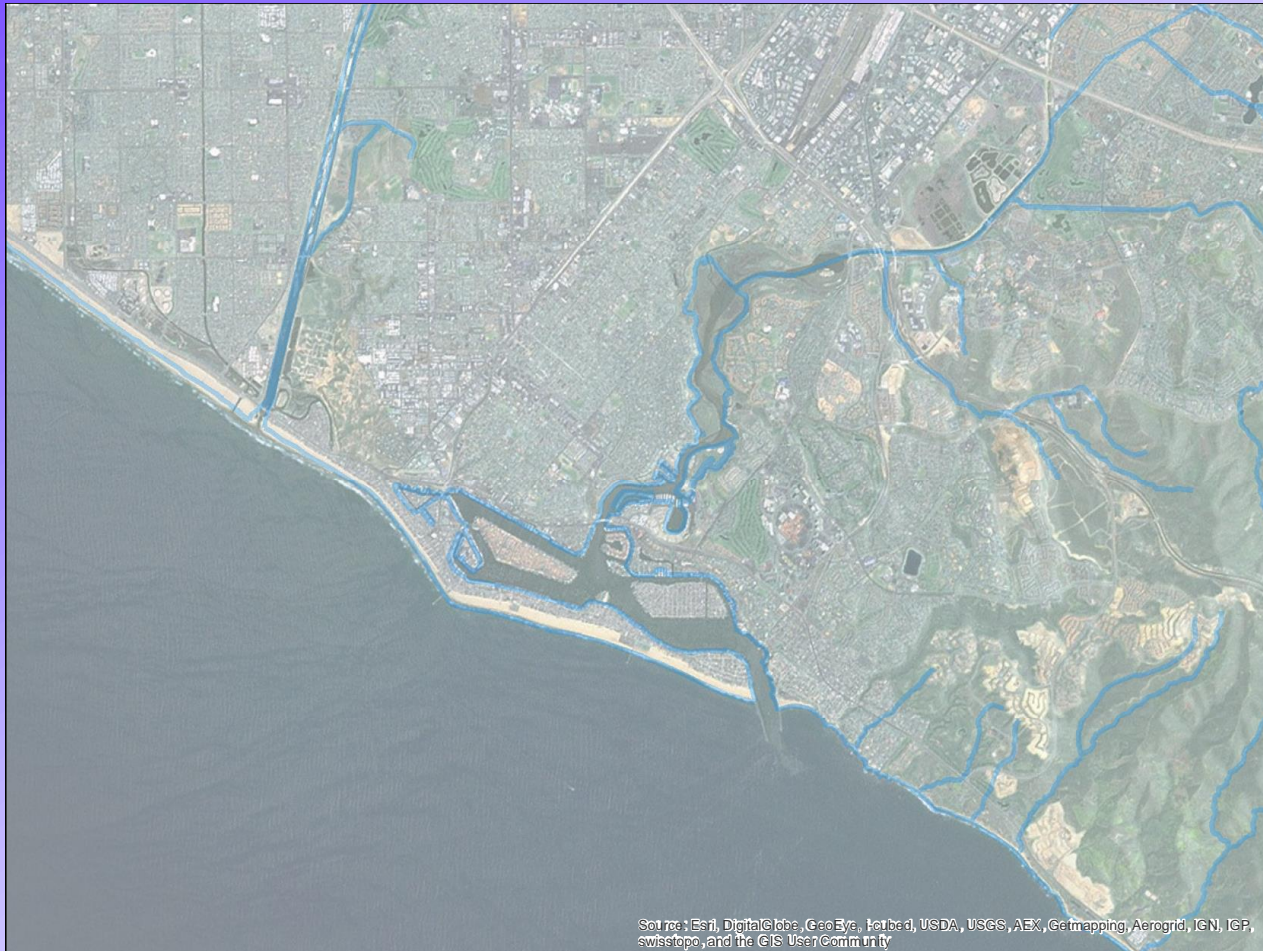 Source: Esri, DigitalGlobe, GeoEye, i-cubed, USDA, USGS, AEX, Getmapping, Aerogrid, IGN, IGP,
swisstopo, and the GIS User Community